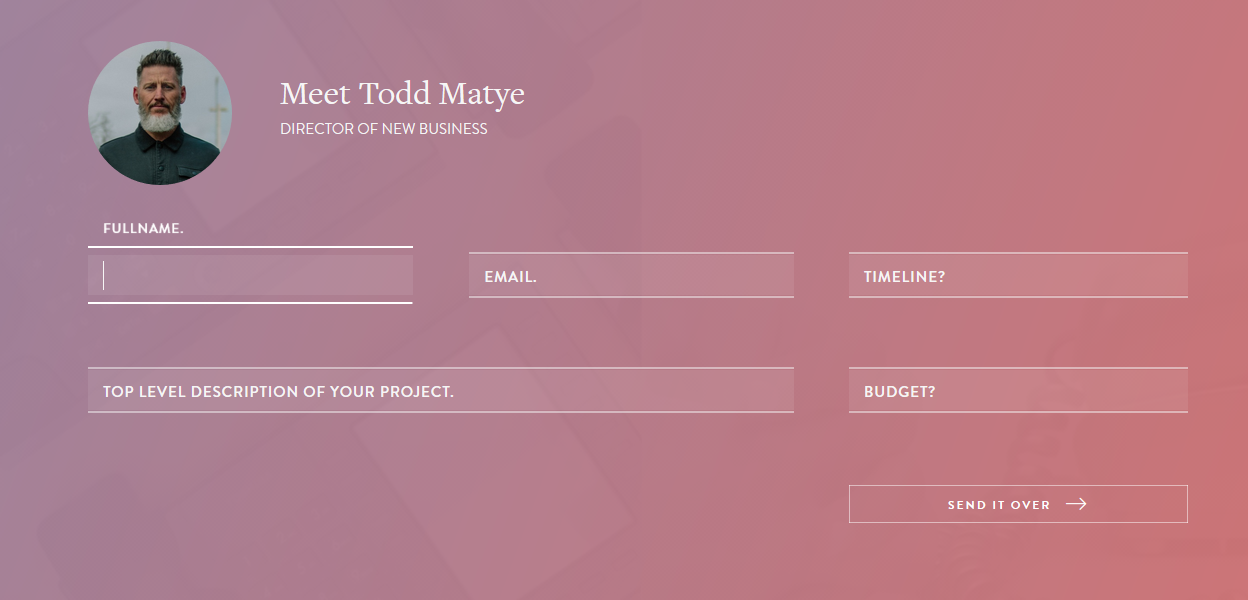 Meet Todd Matye
DIRECTOR OF NEW BUSINESS
FULLNAME.
EMAIL.
TIMELINE?
TOP LEVEL DESCRIPTION OF YOUR PROJECT.
BUDGET?
SEND IT OVER